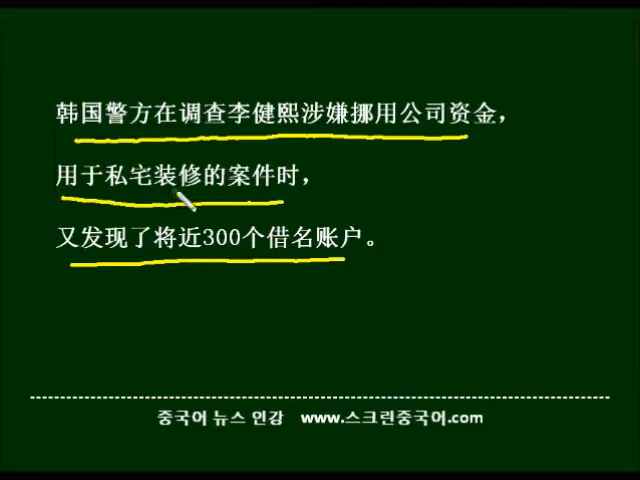 韩国警方在调查李健熙涉嫌挪用公司资金，
用于私宅装修的案件时，
又发现了将近300个借名账户。
중국어 뉴스 인강 www.스크린중국어.com